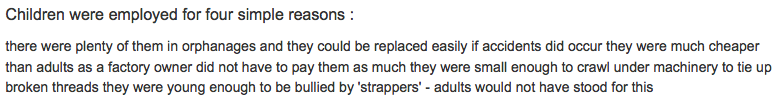 Children were employed for four simple reasons :
there were plenty of them in orphanages and they could be replaced easily if accidents did occur they were much cheaper
than adults as a factory owner did not have to pay them as much they were small enough to crawl under machinery to tie up
broken threads they were young enough to be bullied by 'strappers' - adults would not have stood for this